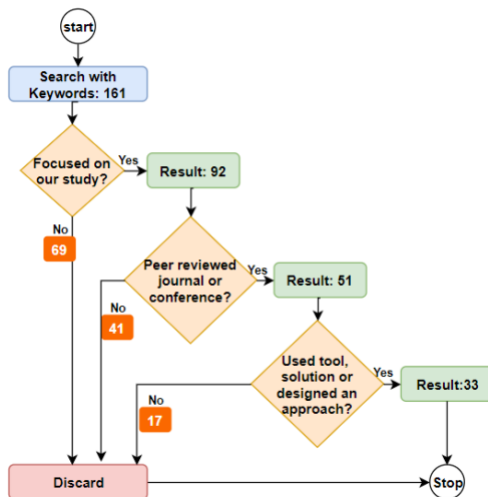 start
Search with
Keywords: 161
Focused on
our study?
Yes
Result: 92
No
69
Peer reviewed
journal or
conference?
Yes
Result: 51
No
41
Used tool,
solution or
designed an
approach?
Yes
Result:33
No
17
Discard
Stop